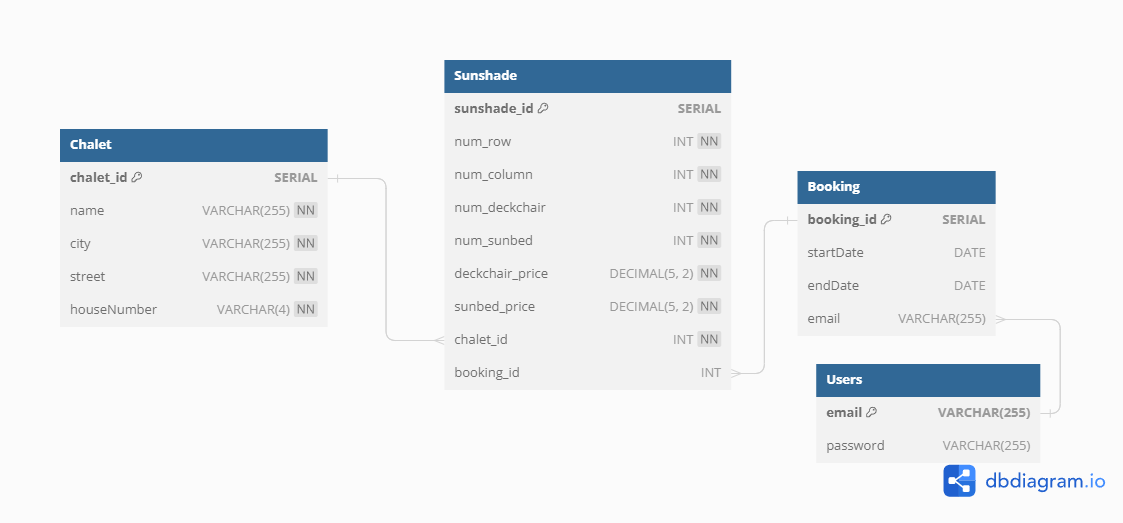 Chalet
chalet_id SERIAL
name VARCHAR(255) NN
city VARCHAR(255) NN
street VARCHAR(255) NN
houseNumber VARCHAR(4) NN
Sunshade
sunshade_id SERIAL
num_row INT NN
num_column INT NN
num_deckchair INT NN
num_sunbed INT NN
deckchair_price DECIMAL(5, 2) NN
sunbed_price DECIMAL(5, 2) NN
chalet_id INT NN
booking_id INT
Booking
booking_id SERIAL
startDate DATE
endDate DATE
email VARCHAR(255)
Users
email VARCHAR(255)
password VARCHAR(255)
dbdiagram.io